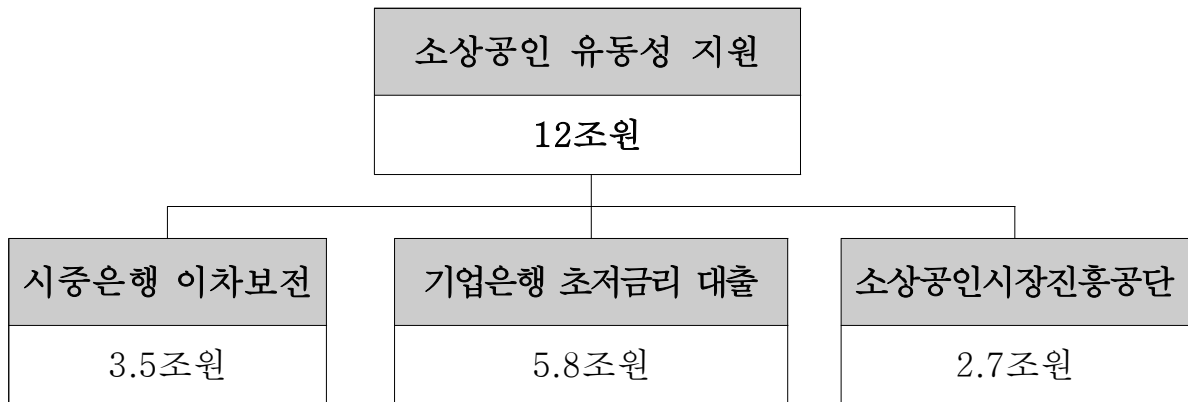 소상공인 유동성 지원
12조원
시중은행 이차보전
기업은행 초저금리 대출
소상공인시장진흥공단
3.5조원
5.8조원
2.7조원